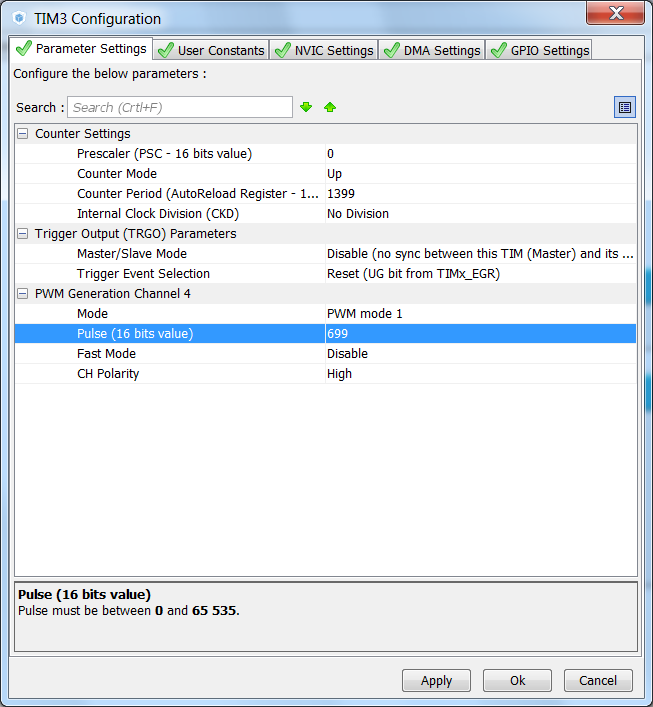 TIM3 Configuration
Parameter Settings User Constants NVIC Settings DMA Settings GPIO Settings
Configure the below parameters :
Search : Search (Crtl+F)
Counter Settings
Prescaler (PSC - 16 bits value) 0
Counter Mode Up
Counter Period (AutoReload Register - 1... 1399
Internal Clock Division (CKD) No Division
Trigger Output (TRGO) Parameters
Master/Slave Mode Disable (no sync between this TIM (Master) and its ...
Trigger Event Selection Reset (UG bit from TIMx_EGR)
PWM Generation Channel 4
Mode PWM mode 1
Pulse (16 bits value) 699
Fast Mode Disable
CH Polarity High
Pulse (16 bits value)
Pulse must be between 0 and 65 535.
Apply Ok Cancel